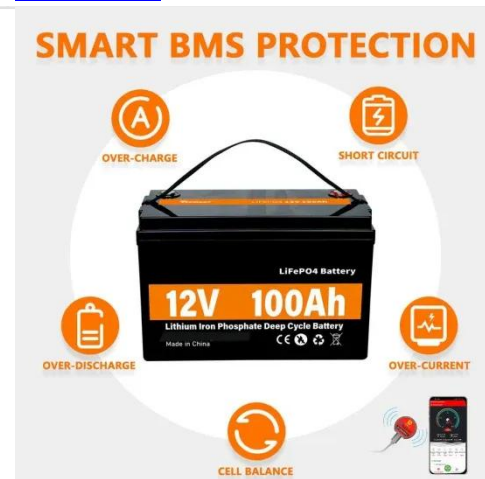 SMART BMS PROTECTION
OVER-CHARGE
SHORT CIRCUIT
LiFePO4 Battery
12V 100Ah
Lithium Iron Phosphate Deep Cycle Battery
Made in China
CE
OVER-DISCHARGE
OVER-CURRENT
CELL BALANCE